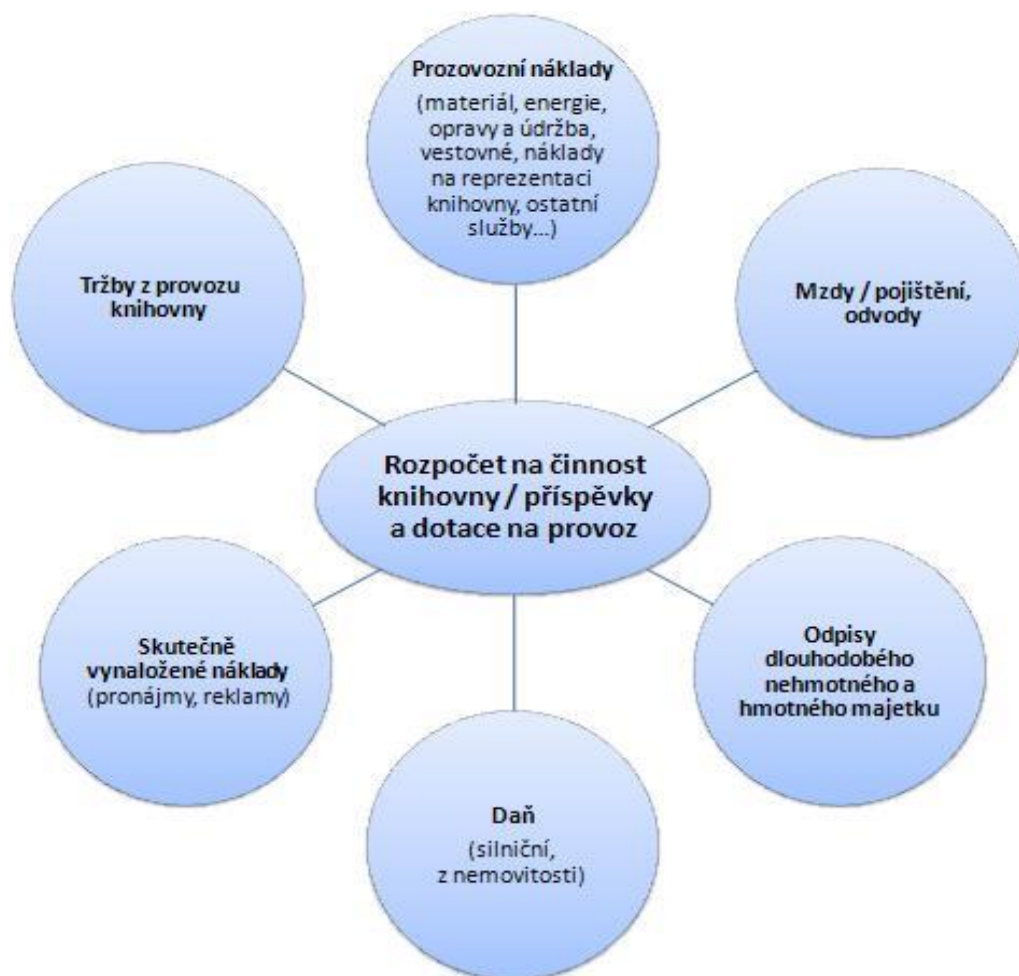 Prozovozní náklady
(materiál, energie,
opravy a údržba,
vestovné, náklady
na reprezentaci
knihovny, ostatní
služby...)
Tržby z provozu
knihovny
Mzdy / pojištění,
odvody
Rozpočet na činnost
knihovny / příspěvky
a dotace na provoz
Skutečně
vynaložené náklady
(pronájmy, reklamy)
Odpisy
dlouhodobého
nehmotného a
hmotného majetku
Daň
(silniční,
z nemovitosti)